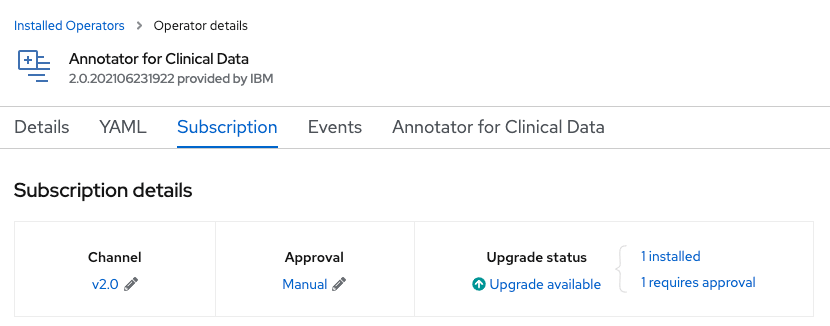 Installed Operators > Operator details
Annotator for Clinical Data
2.0.202106231922 provided by IBM
Details YAML Subscription Events Annotator for Clinical Data
Subscription details
Channel Approval Upgrade status 1 installed
v2.0 Manual Upgrade available 1 requires approval